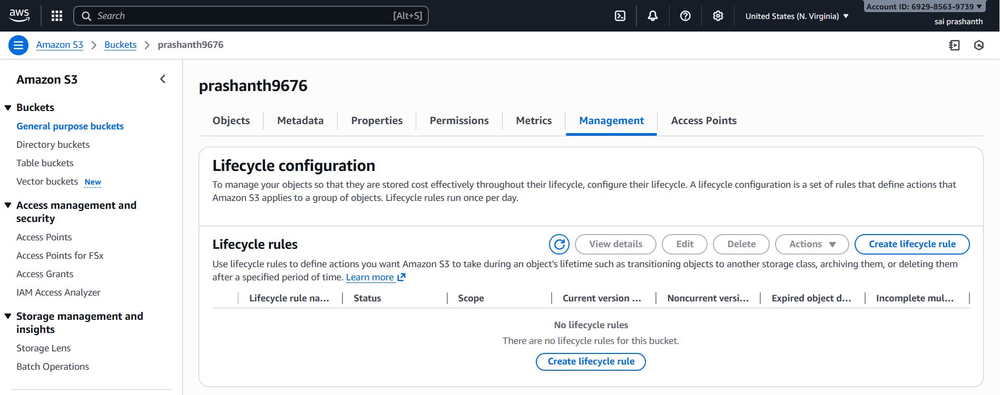 aws
Search
[Alt+S]
United States (N. Virginia)
Account ID: 6929-8563-9739
sai prashanth
Amazon S3
Buckets
prashanth9676
Amazon S3
Buckets
General purpose buckets
Directory buckets
Table buckets
Vector buckets New
Access management and
security
Access Points
Access Points for FSx
Access Grants
IAM Access Analyzer
Storage management and
insights
Storage Lens
Batch Operations
prashanth9676
Objects
Metadata
Properties
Permissions
Metrics
Management
Access Points
Lifecycle configuration
To manage your objects so that they are stored cost effectively throughout their lifecycle, configure their lifecycle. A lifecycle configuration is a set of rules that define actions that
Amazon S3 applies to a group of objects. Lifecycle rules run once per day.
Lifecycle rules
View details
Edit
Delete
Actions
Create lifecycle rule
Use lifecycle rules to define actions you want Amazon S3 to take during an object's lifetime such as transitioning objects to another storage class, archiving them, or deleting them
after a specified period of time. Learn more
Lifecycle rule na...
Status
Scope
Current version ...
Noncurrent versi...
Expired object d...
Incomplete mul...
No lifecycle rules
There are no lifecycle rules for this bucket.
Create lifecycle rule